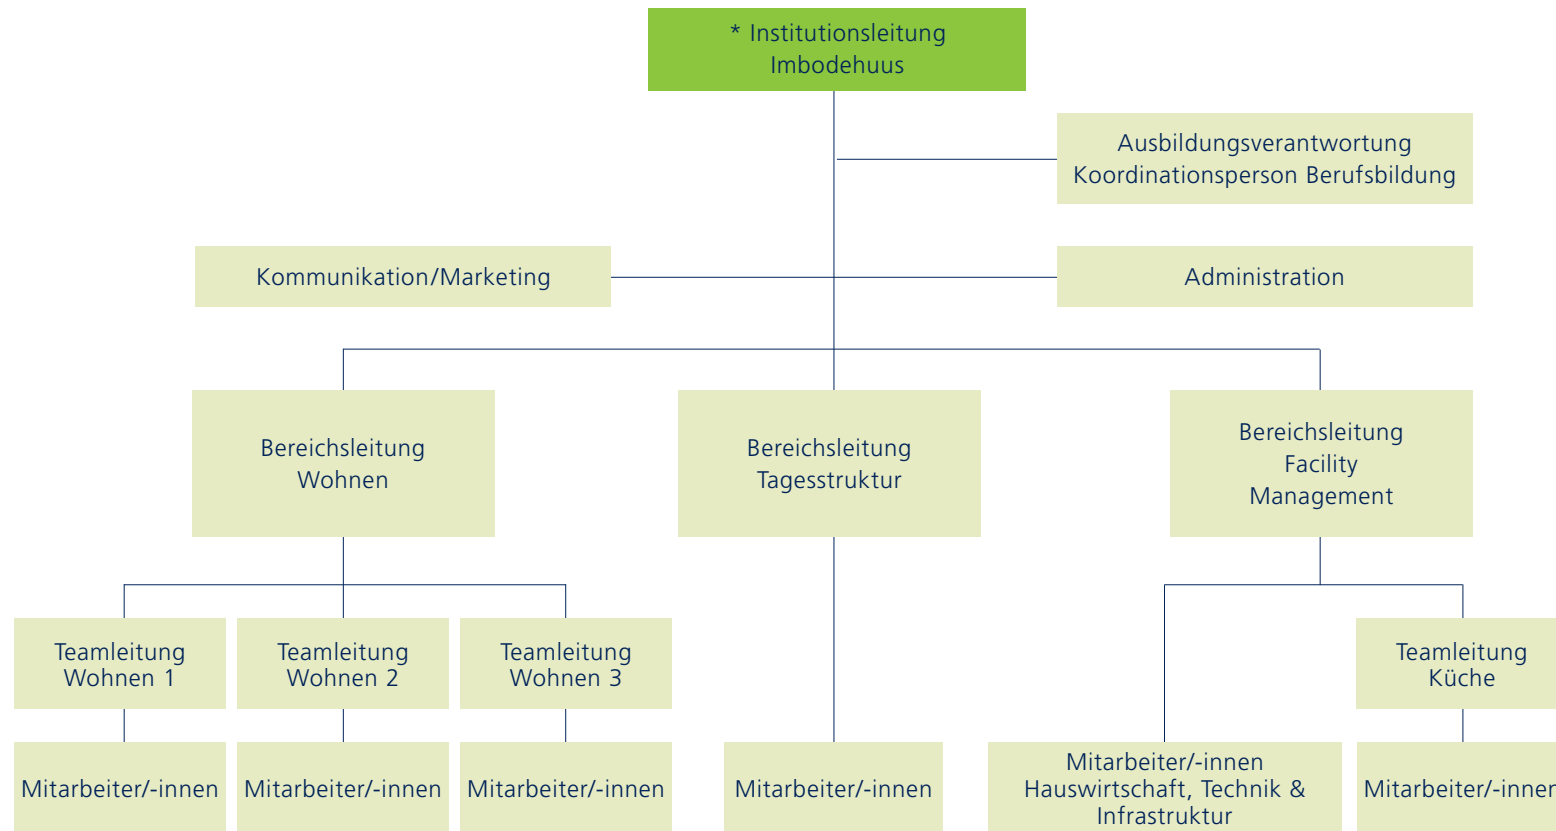 * Institutionsleitung
Imbodehuus
Ausbildungsverantwortung
Koordinationsperson Berufsbildung
Kommunikation/Marketing
Administration
Bereichsleitung
Wohnen
Bereichsleitung
Tagesstruktur
Bereichsleitung
Facility
Management
Teamleitung
Wohnen 1
Teamleitung
Wohnen 2
Teamleitung
Wohnen 3
Teamleitung
Küche
Mitarbeiter/-innen
Mitarbeiter/-innen
Mitarbeiter/-innen
Mitarbeiter/-innen
Mitarbeiter/-innen
Hauswirtschaft, Technik &
Infrastruktur
Mitarbeiter/-innen